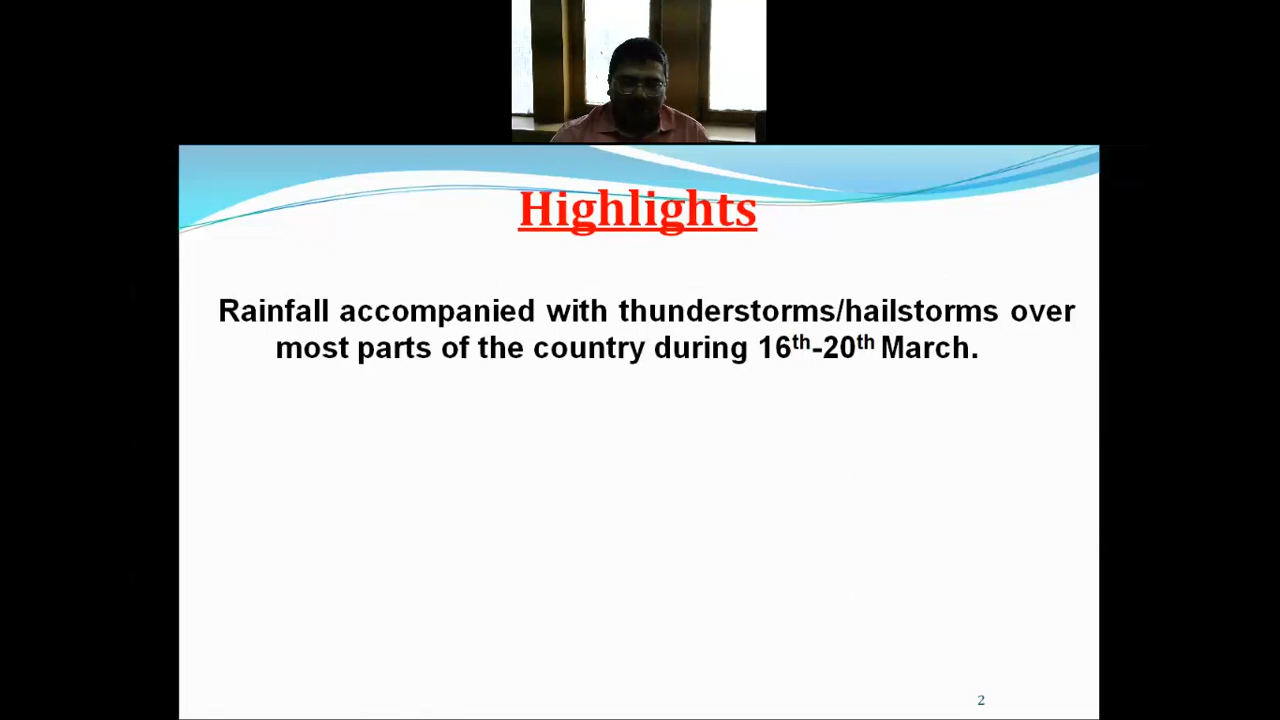 Highlights
Rainfall accompanied with thunderstorms/hailstorms over
most parts of the country during 16th-20th March.
2